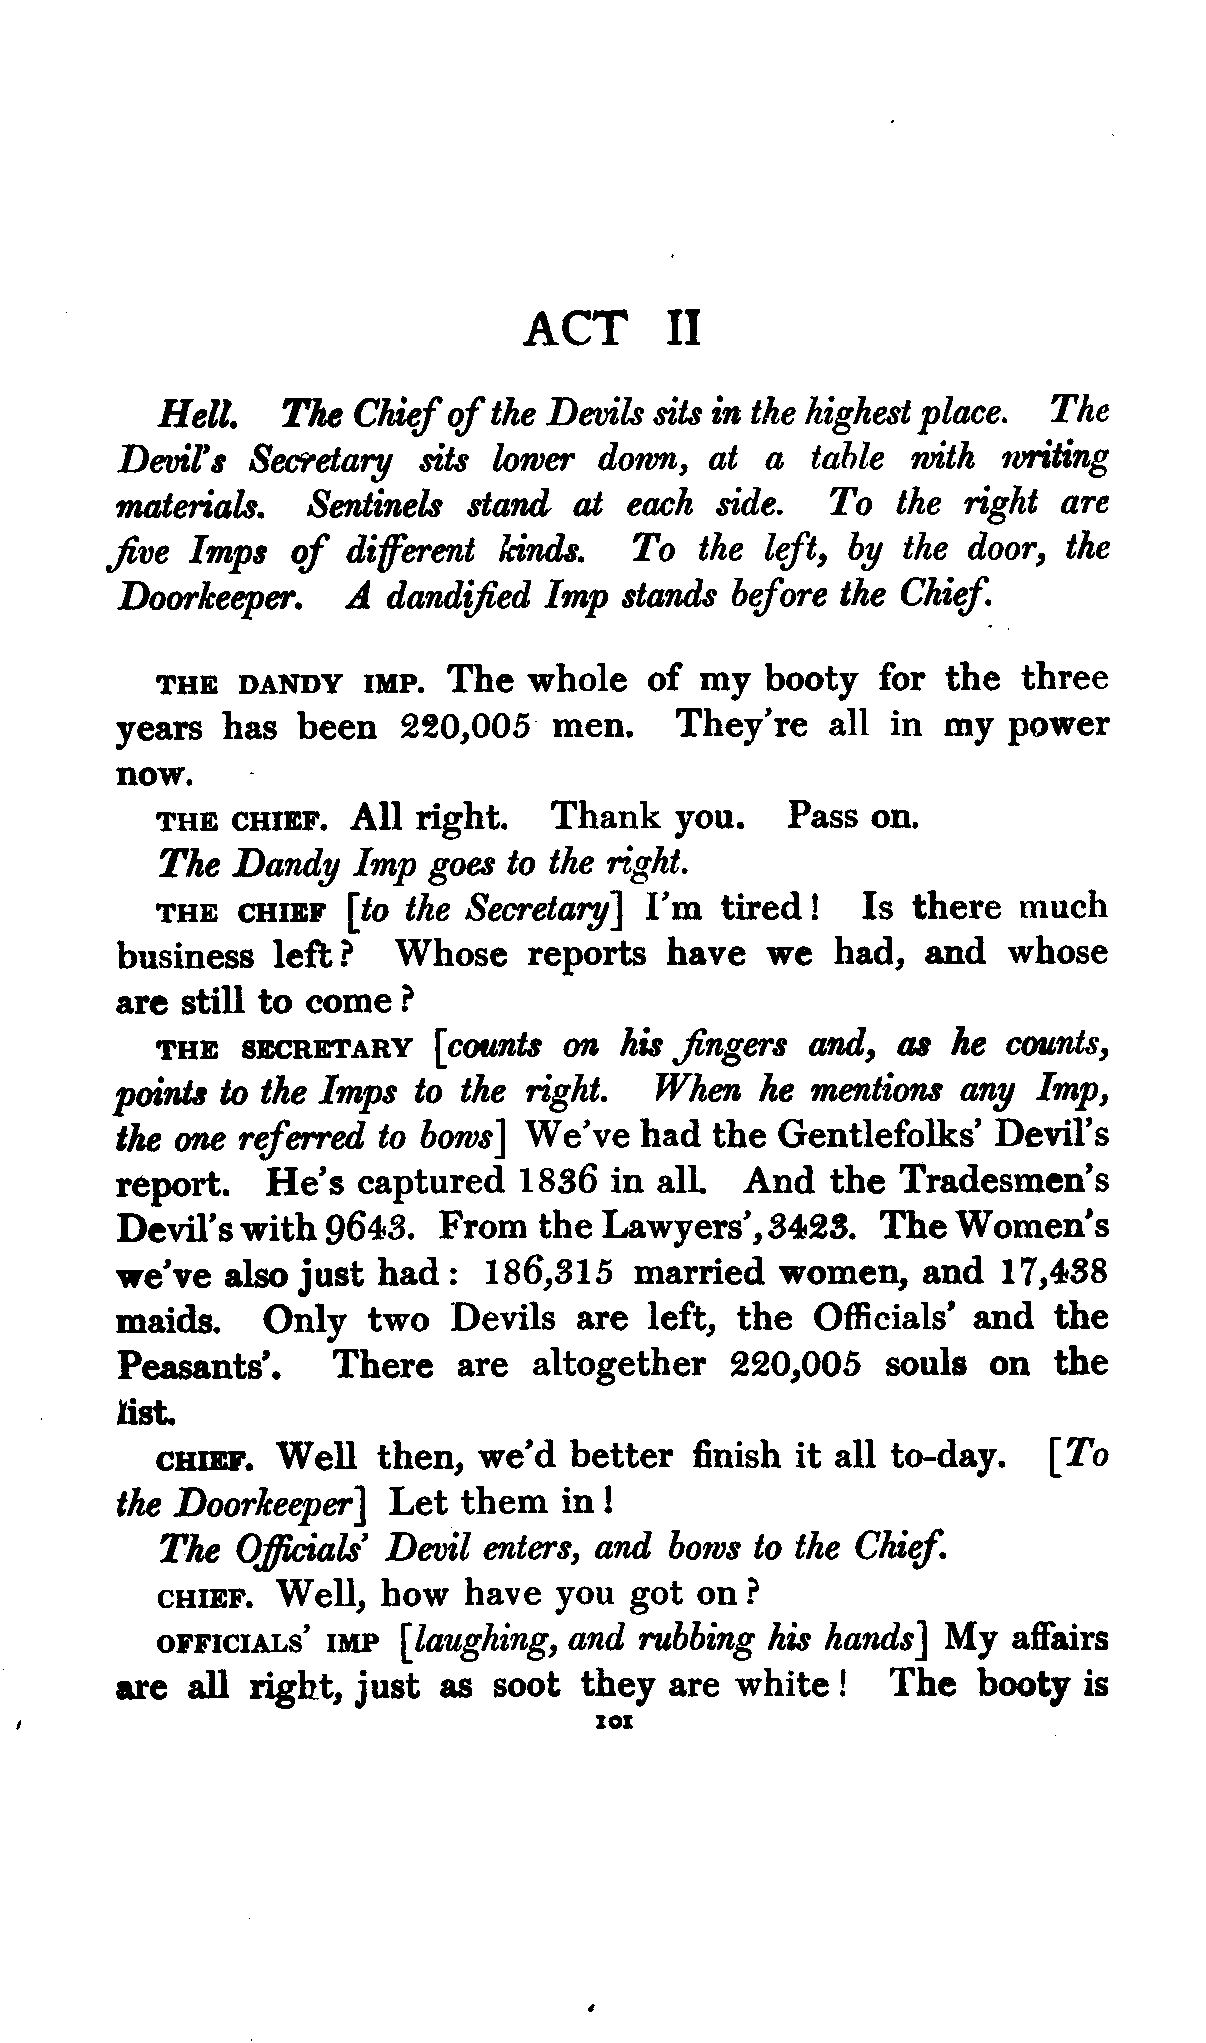 ACT II
Hell. The Chief of the Devils sits in the highest place. The
Devil's Secretary sits lower down, at a table with writing
materials. Sentinels stand at each side. To the right are
five Imps of different kinds. To the left, by the door, the
Doorkeeper. A dandified Imp stands before the Chief.
THE DANDY IMP. The whole of my booty for the three
years has been 220,005 men. They're all in my power
now.
THE CHIEF. All right. Thank you. Pass on.
The Dandy Imp goes to the right.
THE CHIEF [to the Secretary] I'm tired! Is there much
business left? Whose reports have we had, and whose
are still to come?
THE SECRETARY [counts on his fingers and, as he counts,
points to the Imps to the right. When he mentions any Imp,
the one referred to bows] We've had the Gentlefolks' Devil's
report. He's captured 1836 in all. And the Tradesmen's
Devil's with 9643. From the Lawyers', 3423. The Women's
we've also just had: 186,315 married women, and 17,438
maids. Only two Devils are left, the Officials' and the
Peasants'. There are altogether 220,005 souls on the
list.
CHIEF. Well then, we'd better finish it all to-day. [To
the Doorkeeper] Let them in!
The Officials' Devil enters, and bows to the Chief.
CHIEF. Well, how have you got on?
OFFICIALS' IMP [laughing, and rubbing his hands] My affairs
are all right, just as soot they are white! The booty is
101